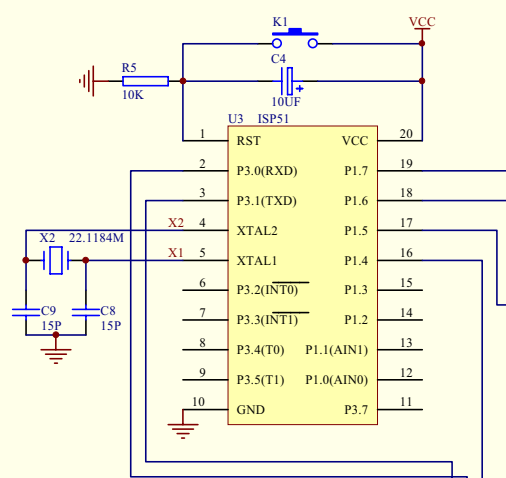 K1
VCC
C4
R5
10K
10UF
U3 ISP51
1 RST VCC 20
2 P3.0(RXD) P1.7 19
3 P3.1(TXD) P1.6 18
X2 4 XTAL2 P1.5 17
X2 22.1184M
X1 5 XTAL1 P1.4 16
6 P3.2(INT0) P1.3 15
C9 C8
15P 15P
7 P3.3(INT1) P1.2 14
8 P3.4(T0) P1.1(AIN1) 13
9 P3.5(T1) P1.0(AIN0) 12
10 GND P3.7 11